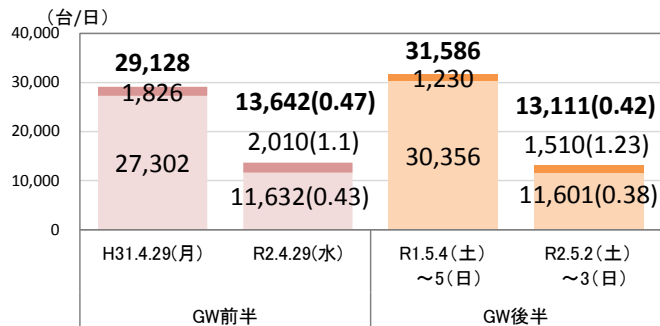 (台/日)
40,000
30,000
20,000
10,000
0
29,128
1,826
27,302
13,642(0.47)
2,010(1.1)
11,632(0.43)
31,586
1,230
30,356
13,111(0.42)
1,510(1.23)
11,601(0.38)
H31.4.29(月)
R2.4.29(水)
R1.5.4(土)
～5(日)
R2.5.2(土)
～3(日)
GW前半
GW後半